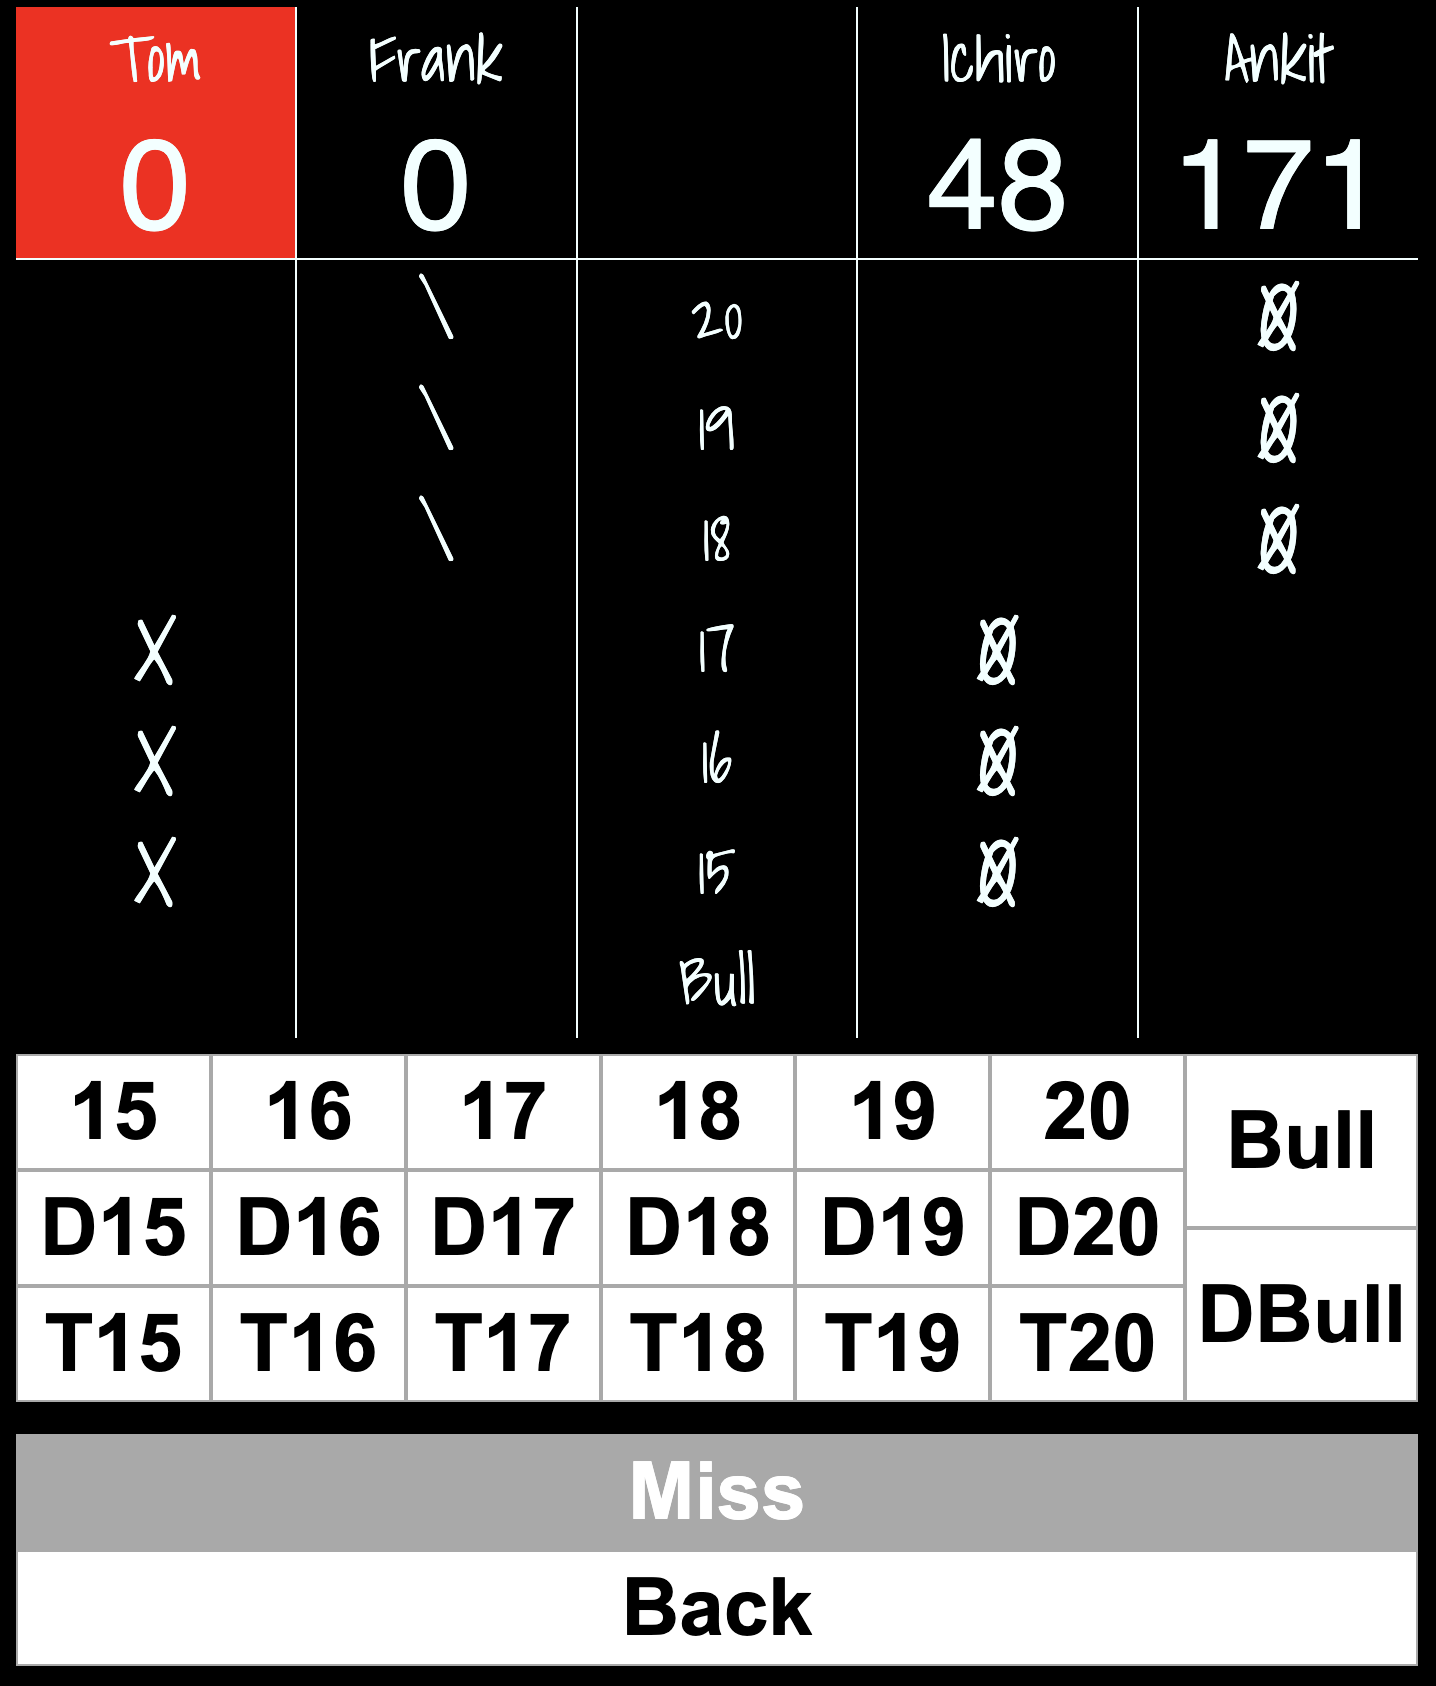 Tom Frank Ichiro Ankit
0 0 48 171
20
19
18
X 17
X 16
X 15
Bull
15 16 17 18 19 20 Bull
D15 D16 D17 D18 D19 D20
T15 T16 T17 T18 T19 T20 DBull
Miss
Back